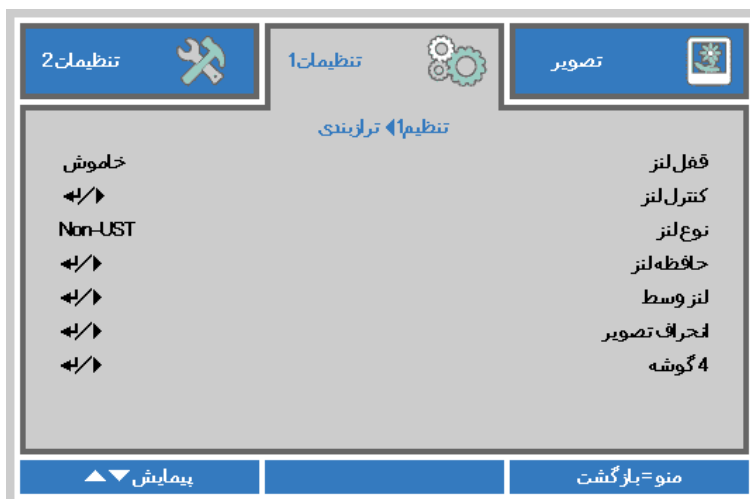 تصویر
تنظیمات1
تنظیمات2
تنظیم1 ترازبندی
قفل لنز خاموش
کنترل لنز
نوع لنز Non-UST
حافظه لنز
لنز وسط
انحراف تصویر
4 گوشه
منو=بازگشت
پیمایش